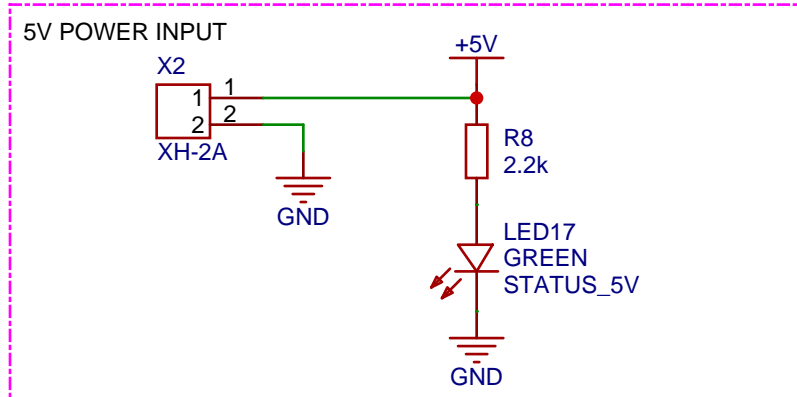 5V POWER INPUT
X2
1
1
2
2
XH-2A
GND
+5V
R8
2.2k
LED17
GREEN
STATUS_5V
GND